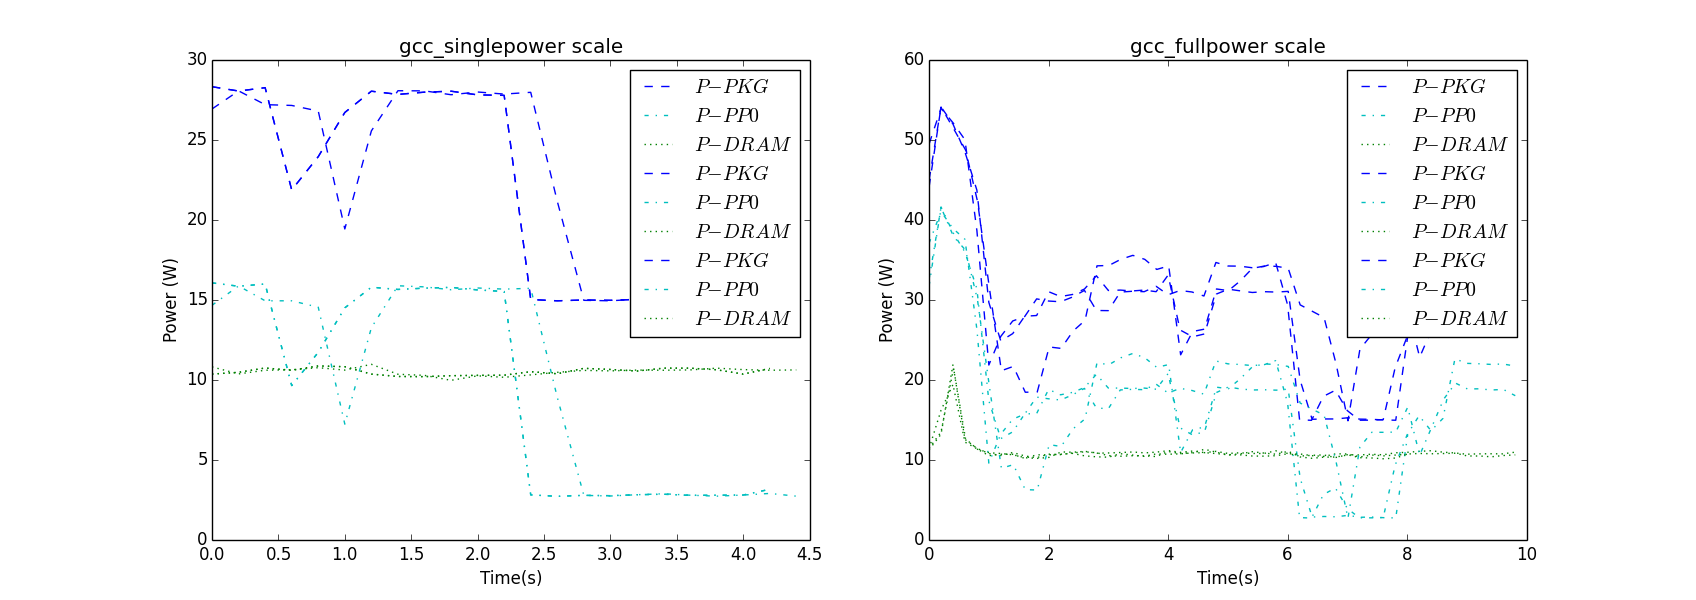 gcc_singlepower scale
30
25
20
15
10
5
0
Power (W)
0.0 0.5 1.0 1.5 2.0 2.5 3.0 3.5 4.0 4.5
Time(s)
P−PKG
P−PP0
P−DRAM
P−PKG
P−PP0
P−DRAM
P−PKG
P−PP0
P−DRAM
gcc_fullpower scale
60
50
40
30
20
10
0
Power (W)
0 2 4 6 8 10
Time(s)
P−PKG
P−PP0
P−DRAM
P−PKG
P−PP0
P−DRAM
P−PKG
P−PP0
P−DRAM